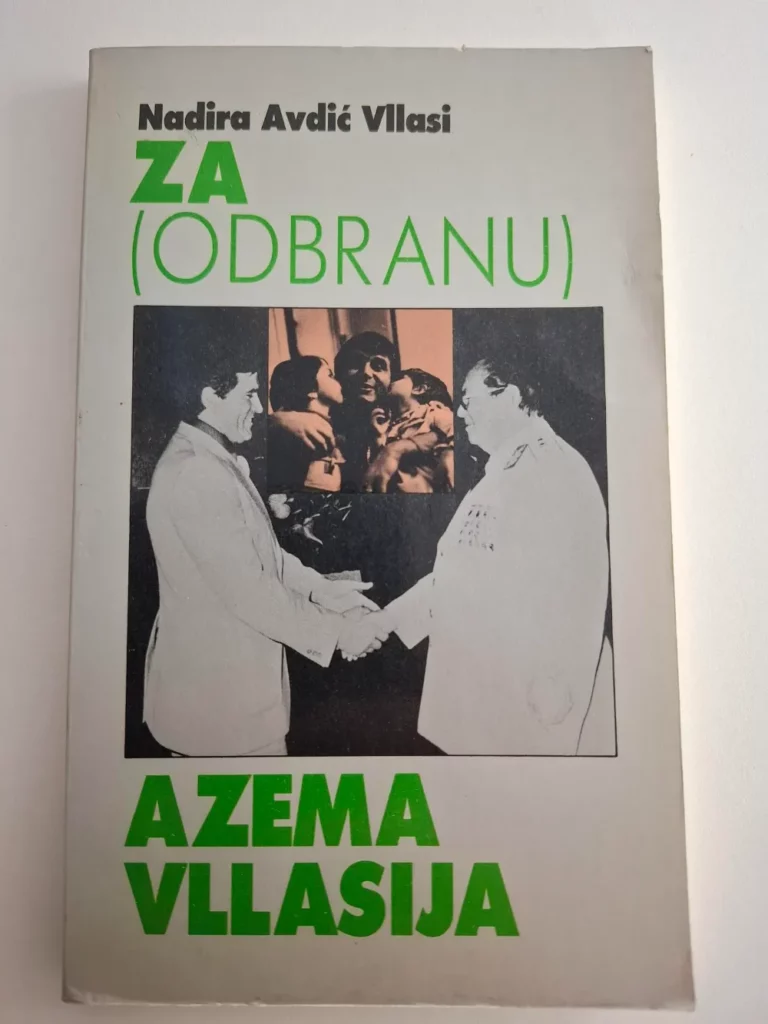 Nadira Avdić Vllasi
ZA
(ODBRANU)
AZEMA
VLLASIJA